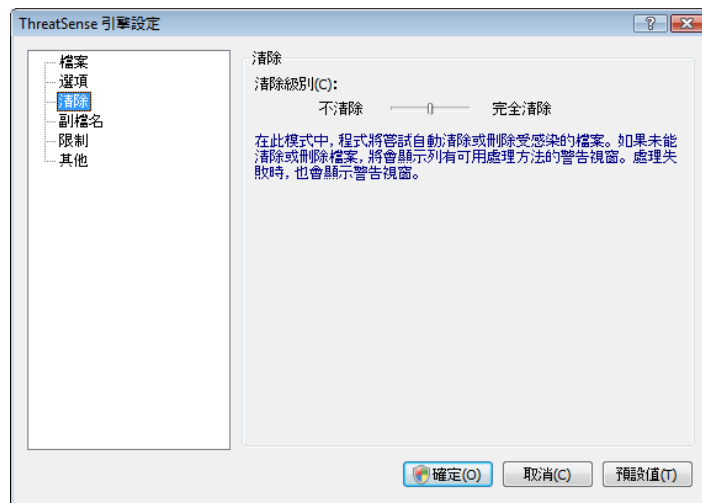 ThreatSense 引擎設定
檔案
選項
清除
副檔名
限制
其他
清除
清除級別(C):
不清除 完全清除
在此模式中，程式將嘗試自動清除或刪除受感染的檔案。如果未能
清除或刪除檔案，將會顯示列有可用處理方法的警告視窗。處理失
敗時，也會顯示警告視窗。
確定(O) 取消(C) 預設值(T)